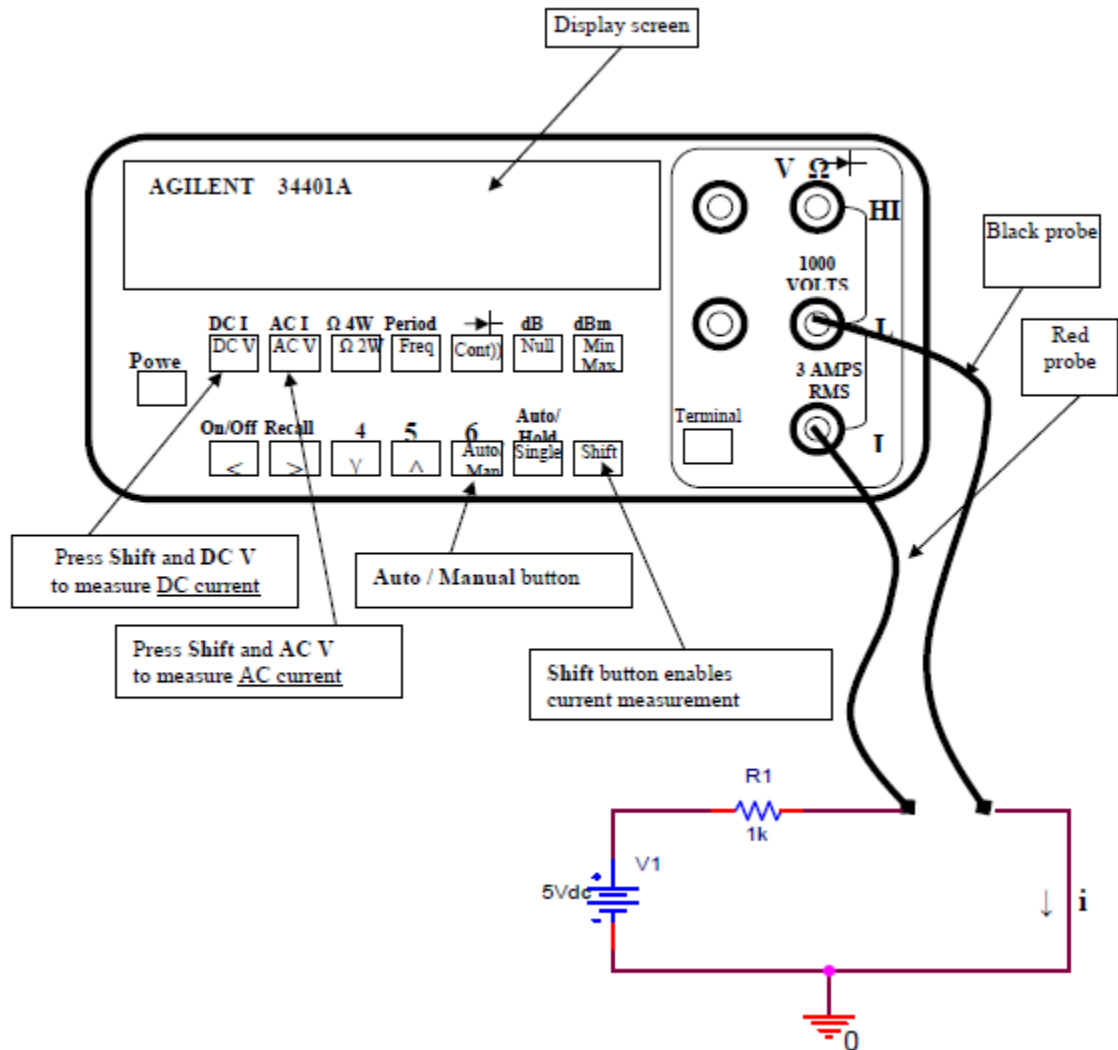 Display screen
AGILENT 34401A
V Ω
HI
Black probe
1000
VOLTS
L
Red
probe
DC I AC I Ω 4W Period dB dBm
DC V AC V Ω 2W Freq Cont)) Null Min
Max
Powe
3 AMPS
RMS
On/Off Recall 4 5 6 Auto/
Hold
< > V ^ Auto/
Man Single Shift
Terminal
I
Press Shift and DC V
to measure DC current
Auto / Manual button
Press Shift and AC V
to measure AC current
Shift button enables
current measurement
R1
1k
V1
5Vdc
+
-
↓ i
0